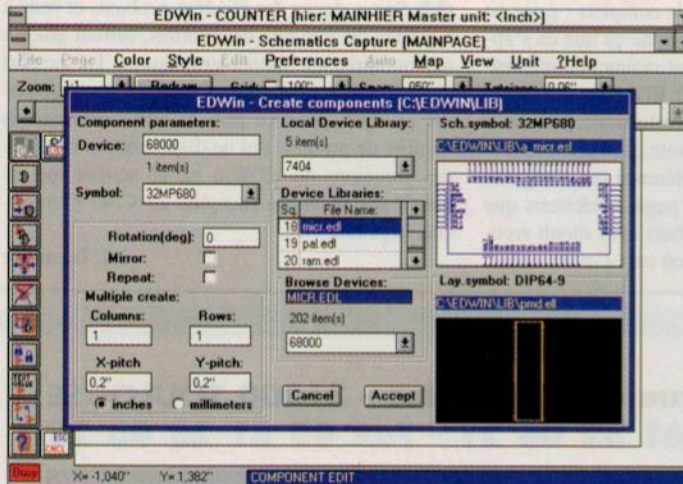 EDWin - COUNTER (hier: MAINHIER Master unit: <Inch>)
EDWin - Schematics Capture (MAINPAGE)
File Page Color Style Edit Preferences Auto Map View Unit ?Help
Zoom: 1:1 Redraw Grid: .100" Snap: .050" 0.06"
EDWin - Create components [C:\EDWIN\LIB]
Component parameters:
Device: 68000
1 item(s)
Symbol: 32MP680
Rotation(deg): 0
Mirror:
Repeat:
Multiple create:
Columns: Rows:
1 1
X-pitch Y-pitch:
0,2" 0,2"
inches millimeters
Local Device Library:
5 item(s)
7404
Device Libraries:
Sq. File Name:
18 micr.edl
19 pal.edl
20 ram.edl
Browse Devices:
MICR.EDL
202 item(s)
68000
Cancel Accept
Sch.symbol: 32MP680
C:\EDWIN\LIB\a_micr.esl
Lay.symbol: DIP64-9
C:\EDWIN\LIB\pmd.ell
ESC
CNCL
Busy X= -1,040" Y= 1,382" COMPONENT EDIT